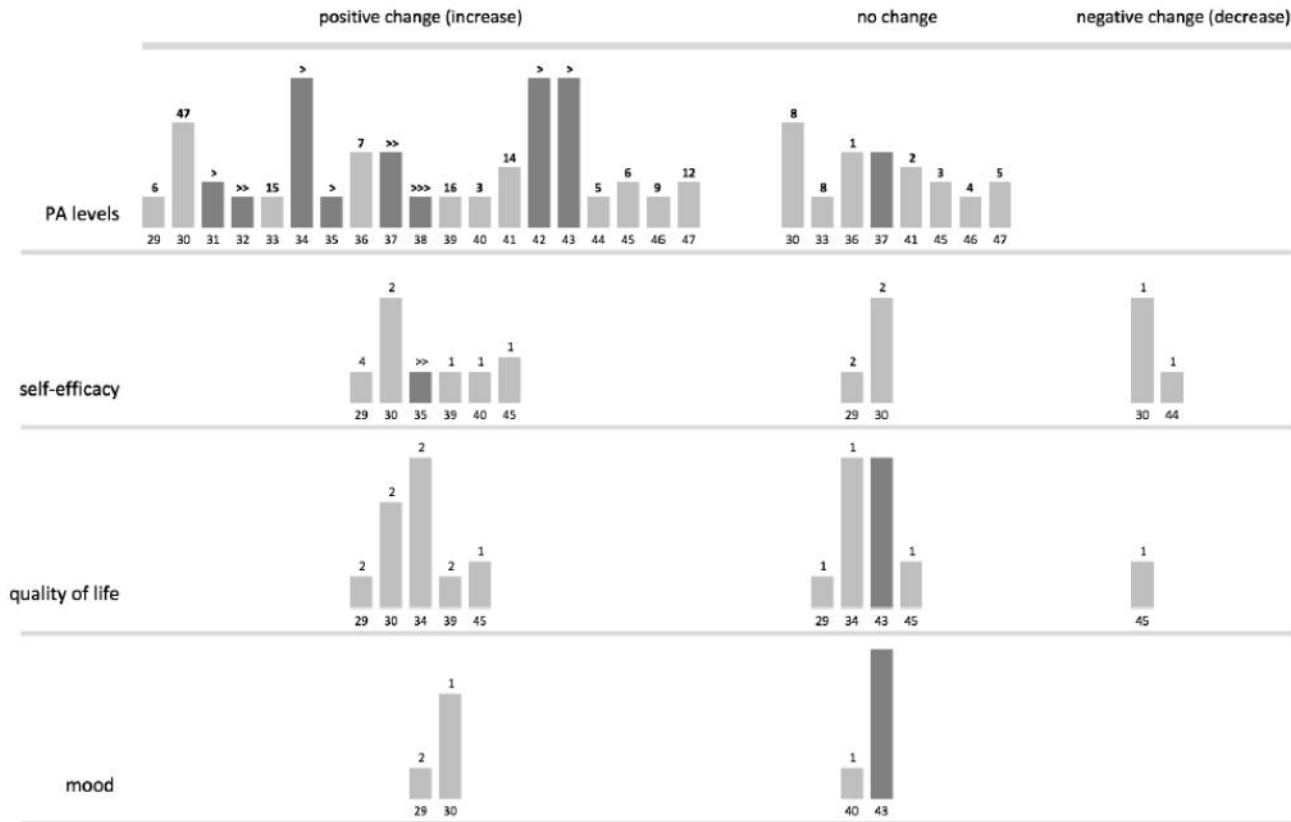 positive change (increase) no change negative change (decrease)
> > >
47 8
7 >> 1
14 2
> 6 12 3 5
6 >> 15 > >>> 16 3 5 9 8 4
PA levels
29 30 31 32 33 34 35 36 37 38 39 40 41 42 43 44 45 46 47 30 33 36 37 41 45 46 47
2 2 1
1
4 >> 1 1 2 1
self-efficacy
29 30 35 39 40 45 29 30 30 44
2 1
2
1 1 1
2 2 1
quality of life
29 30 34 39 45 29 34 43 45 45
1
2 1
mood
29 30 40 43